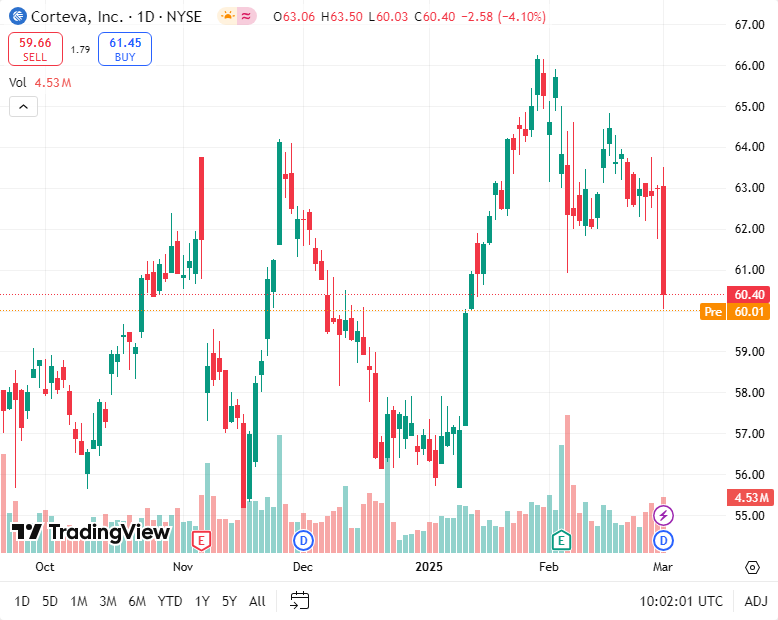 Corteva, Inc. · 1D · NYSE O63.06 H63.50 L60.03 C60.40 −2.58 (−4.10%)
59.66 SELL
1.79
61.45 BUY
Vol 4.53M
67.00
66.00
65.00
64.00
63.00
62.00
61.00
60.40
Pre 60.01
59.00
58.00
57.00
56.00
4.53M
55.00
TradingView
E D E D
Oct Nov Dec 2025 Feb Mar
1D 5D 1M 3M 6M YTD 1Y 5Y All 10:02:01 UTC ADJ